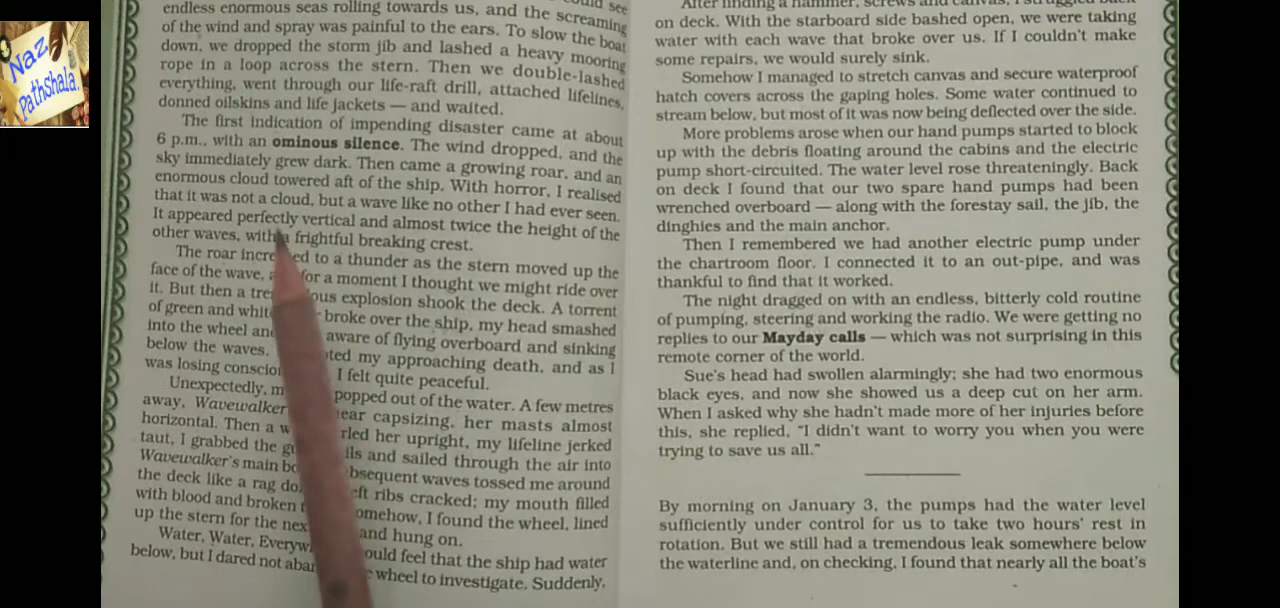 Naz
Pathshala.
could see
endless enormous seas rolling towards us, and the screaming
of the wind and spray was painful to the ears. To slow the boat
down, we dropped the storm jib and lashed a heavy mooring
rope in a loop across the stern. Then we double-lashed
everything, went through our life-raft drill, attached lifelines,
donned oilskins and life jackets — and waited.
The first indication of impending disaster came at about
6 p.m., with an ominous silence. The wind dropped, and the
sky immediately grew dark. Then came a growing roar, and an
enormous cloud towered aft of the ship. With horror, I realised
that it was not a cloud, but a wave like no other I had ever seen.
It appeared perfectly vertical and almost twice the height of the
other waves, with a frightful breaking crest.
The roar incre ed to a thunder as the stern moved up the
face of the wave, for a moment I thought we might ride over
it. But then a tre ous explosion shook the deck. A torrent
of green and white broke over the ship, my head smashed
into the wheel an aware of flying overboard and sinking
below the waves. ted my approaching death, and as I
was losing conscio I felt quite peaceful.
Unexpectedly, m popped out of the water. A few metres
away, Wavewalker ear capsizing, her masts almost
horizontal. Then a w rled her upright, my lifeline jerked
taut, I grabbed the gu ils and sailed through the air into
Wavewalker's main bo bsequent waves tossed me around
the deck like a rag do eft ribs cracked; my mouth filled
with blood and broken t omehow, I found the wheel, lined
up the stern for the nex and hung on.
Water, Water, Everyw ould feel that the ship had water
below, but I dared not aban e wheel to investigate. Suddenly,
After finding a hammer, screws and canvas, I struggled back
on deck. With the starboard side bashed open, we were taking
water with each wave that broke over us. If I couldn't make
some repairs, we would surely sink.
Somehow I managed to stretch canvas and secure waterproof
hatch covers across the gaping holes. Some water continued to
stream below, but most of it was now being deflected over the side.
More problems arose when our hand pumps started to block
up with the debris floating around the cabins and the electric
pump short-circuited. The water level rose threateningly. Back
on deck I found that our two spare hand pumps had been
wrenched overboard — along with the forestay sail, the jib, the
dinghies and the main anchor.
Then I remembered we had another electric pump under
the chartroom floor. I connected it to an out-pipe, and was
thankful to find that it worked.
The night dragged on with an endless, bitterly cold routine
of pumping, steering and working the radio. We were getting no
replies to our Mayday calls — which was not surprising in this
remote corner of the world.
Sue's head had swollen alarmingly; she had two enormous
black eyes, and now she showed us a deep cut on her arm.
When I asked why she hadn't made more of her injuries before
this, she replied, "I didn't want to worry you when you were
trying to save us all."
By morning on January 3, the pumps had the water level
sufficiently under control for us to take two hours' rest in
rotation. But we still had a tremendous leak somewhere below
the waterline and, on checking, I found that nearly all the boat's